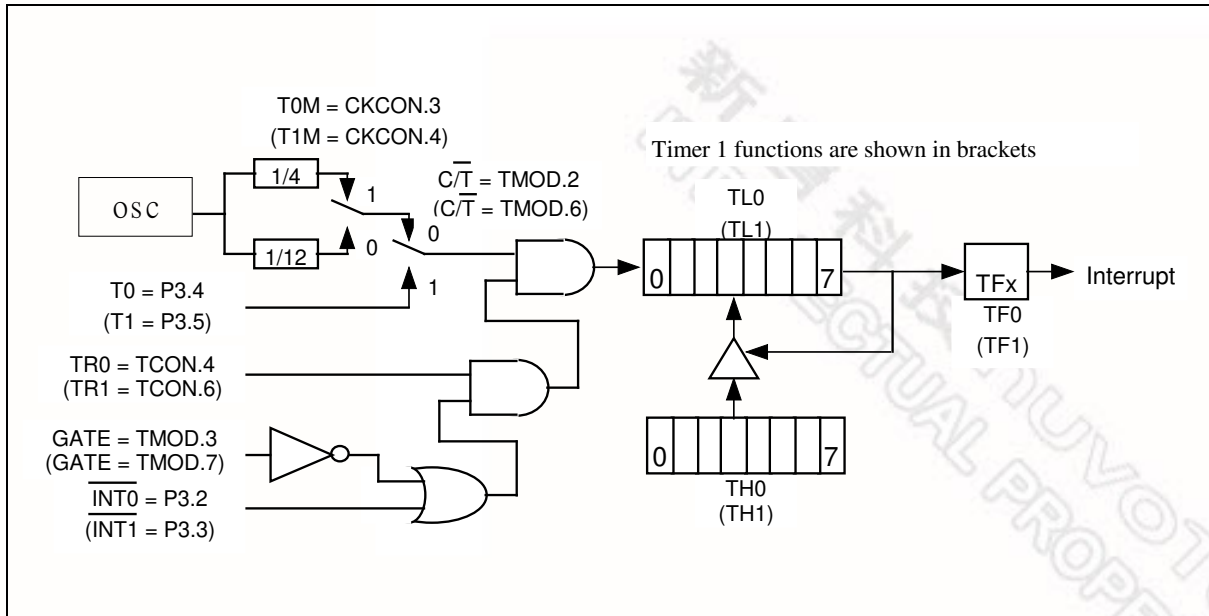 T0M = CKCON.3
(T1M = CKCON.4)
Timer 1 functions are shown in brackets
1/4
1
C/T̅ = TMOD.2
(C/T̅ = TMOD.6)
OSC
0
TL0
(TL1)
1/12
0
0
7
TFx
Interrupt
T0 = P3.4
(T1 = P3.5)
1
TF0
(TF1)
TR0 = TCON.4
(TR1 = TCON.6)
GATE = TMOD.3
(GATE = TMOD.7)
0
7
I̅N̅T̅0̅ = P3.2
(I̅N̅T̅1̅ = P3.3)
TH0
(TH1)